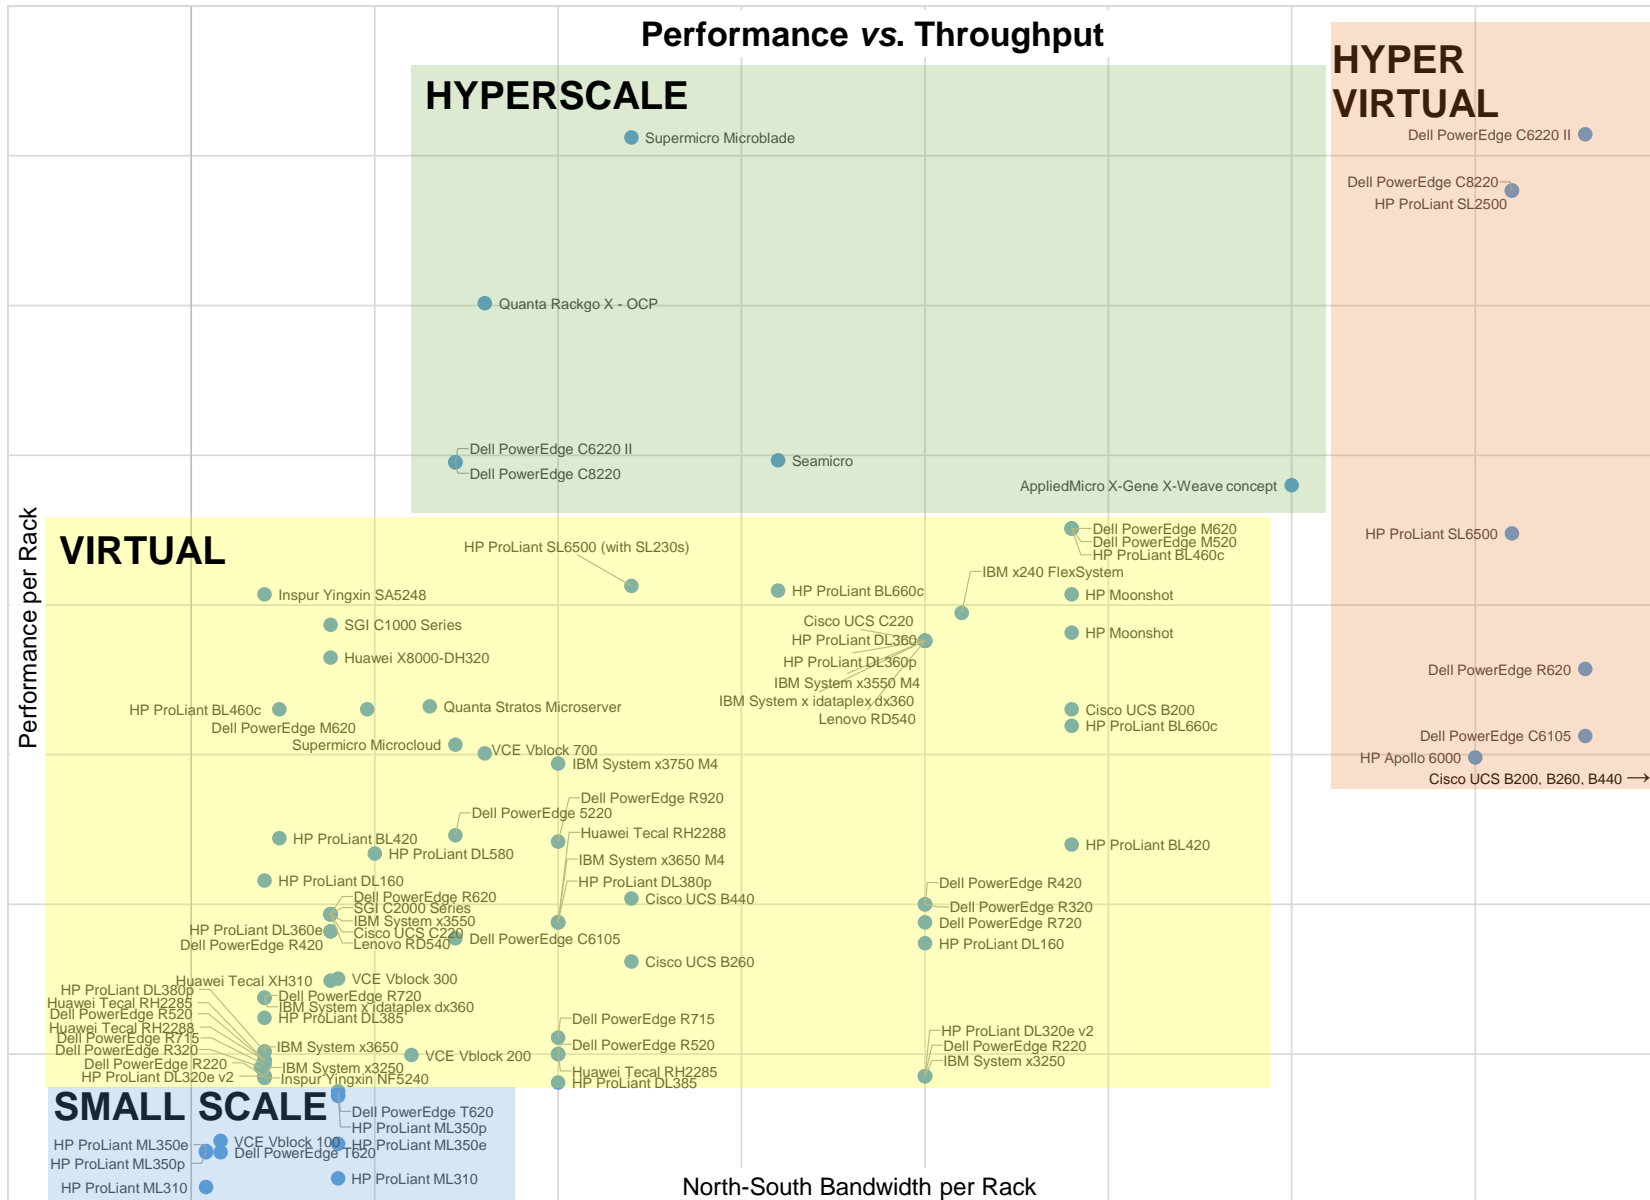 Performance vs. Throughput
HYPERSCALE
HYPER
VIRTUAL
Supermicro Microblade
Dell PowerEdge C6220 II
Dell PowerEdge C8220
HP ProLiant SL2500
Quanta Rackgo X - OCP
Dell PowerEdge C6220 II
Dell PowerEdge C8220
Seamicro
AppliedMicro X-Gene X-Weave concept
HP ProLiant SL6500
Dell PowerEdge R620
Dell PowerEdge C6105
HP Apollo 6000
Cisco UCS B200, B260, B440 →
Performance per Rack
VIRTUAL
HP ProLiant SL6500 (with SL230s)
Dell PowerEdge M620
Dell PowerEdge M520
HP ProLiant BL460c
IBM x240 FlexSystem
Inspur Yingxin SA5248
HP ProLiant BL660c
HP Moonshot
SGI C1000 Series
Cisco UCS C220
HP ProLiant DL360e
HP Moonshot
Huawei X8000-DH320
HP ProLiant DL360p
IBM System x3550 M4
IBM System x idataplex dx360
Lenovo RD540
HP ProLiant BL460c
Dell PowerEdge M620
Quanta Stratos Microserver
Cisco UCS B200
HP ProLiant BL660c
Supermicro Microcloud
VCE Vblock 700
IBM System x3750 M4
Dell PowerEdge R920
Dell PowerEdge 5220
Huawei Tecal RH2288
HP ProLiant BL420
HP ProLiant DL580
IBM System x3650 M4
HP ProLiant BL420
HP ProLiant DL160
HP ProLiant DL380p
Dell PowerEdge R420
Dell PowerEdge R620
SGI C2000 Series
IBM System x3550
Cisco UCS C220
Lenovo RD540
Cisco UCS B440
Dell PowerEdge R320
Dell PowerEdge R720
HP ProLiant DL360e
Dell PowerEdge R420
Dell PowerEdge C6105
HP ProLiant DL160
Cisco UCS B260
Huawei Tecal XH310
VCE Vblock 300
HP ProLiant DL380p
Dell PowerEdge R720
Huawei Tecal RH2285
IBM System x idataplex dx360
Dell PowerEdge R520
HP ProLiant DL385
Huawei Tecal RH2288
Dell PowerEdge R715
Dell PowerEdge R320
IBM System x3650
Dell PowerEdge R220
IBM System x3250
HP ProLiant DL320e v2
Inspur Yingxin NF5240
VCE Vblock 200
Dell PowerEdge R715
Dell PowerEdge R520
Huawei Tecal RH2285
HP ProLiant DL385
HP ProLiant DL320e v2
Dell PowerEdge R220
IBM System x3250
SMALL SCALE
Dell PowerEdge T620
HP ProLiant ML350p
HP ProLiant ML350e
VCE Vblock 100
HP ProLiant ML350e
Dell PowerEdge T620
HP ProLiant ML350p
HP ProLiant ML310
HP ProLiant ML310
North-South Bandwidth per Rack